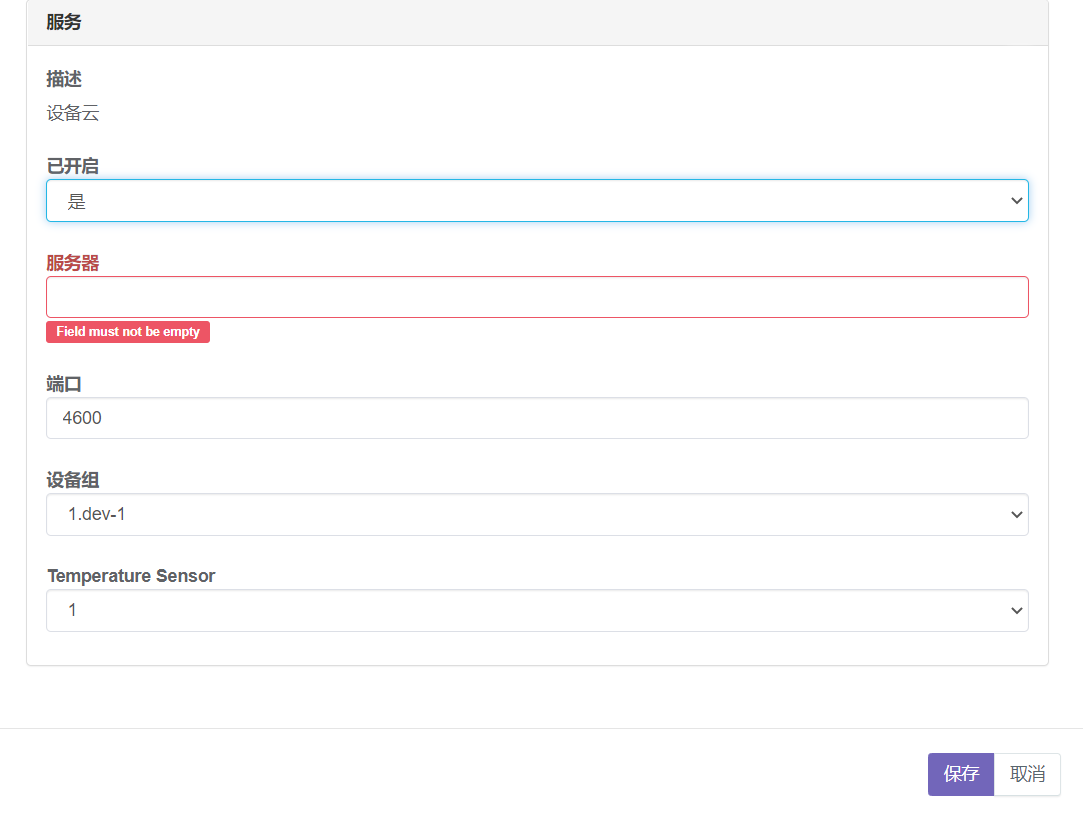 服务
描述
设备云
已开启
是
服务器
Field must not be empty
端口
4600
设备组
1.dev-1
Temperature Sensor
1
保存 取消